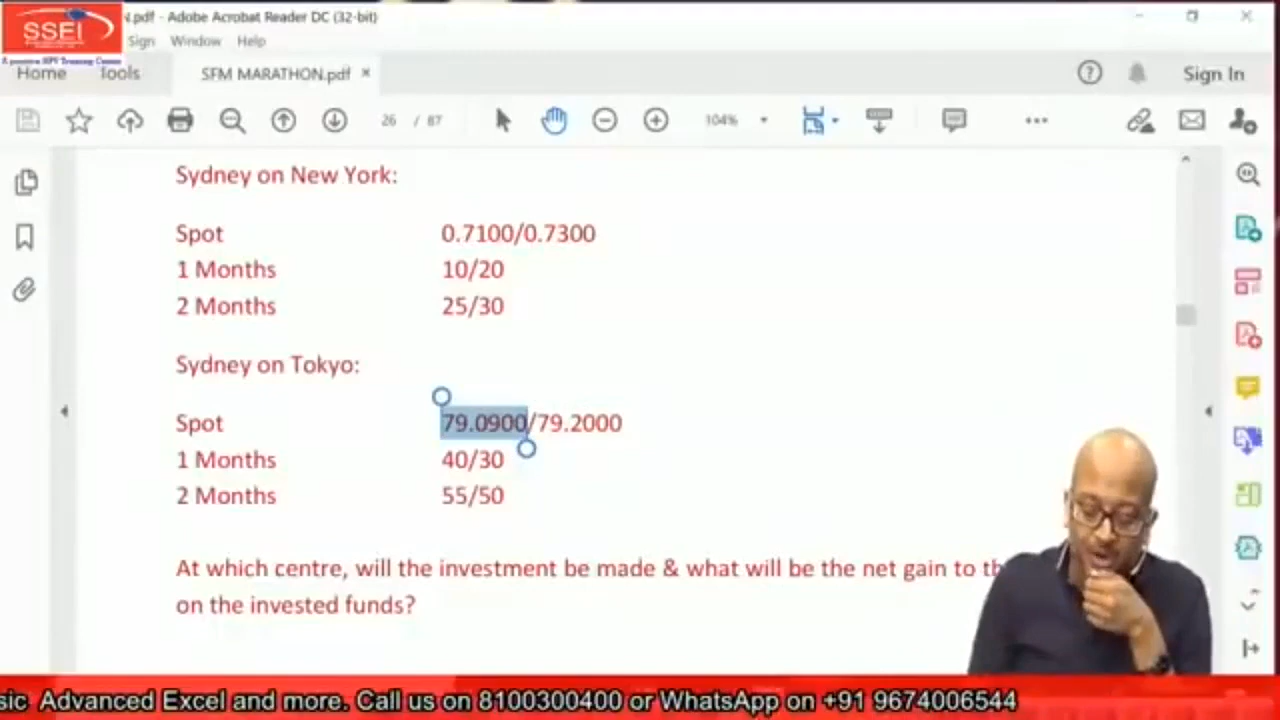 SSEI
.pdf - Adobe Acrobat Reader DC (32-bit)
Sign Window Help
Home Tools SFM MARATHON.pdf × Sign In
26 / 87 104%
Sydney on New York:
Spot 0.7100/0.7300
1 Months 10/20
2 Months 25/30
Sydney on Tokyo:
Spot 79.0900/79.2000
1 Months 40/30
2 Months 55/50
At which centre, will the investment be made & what will be the net gain to
on the invested funds?
sic Advanced Excel and more. Call us on 8100300400 or WhatsApp on +91 9674006544